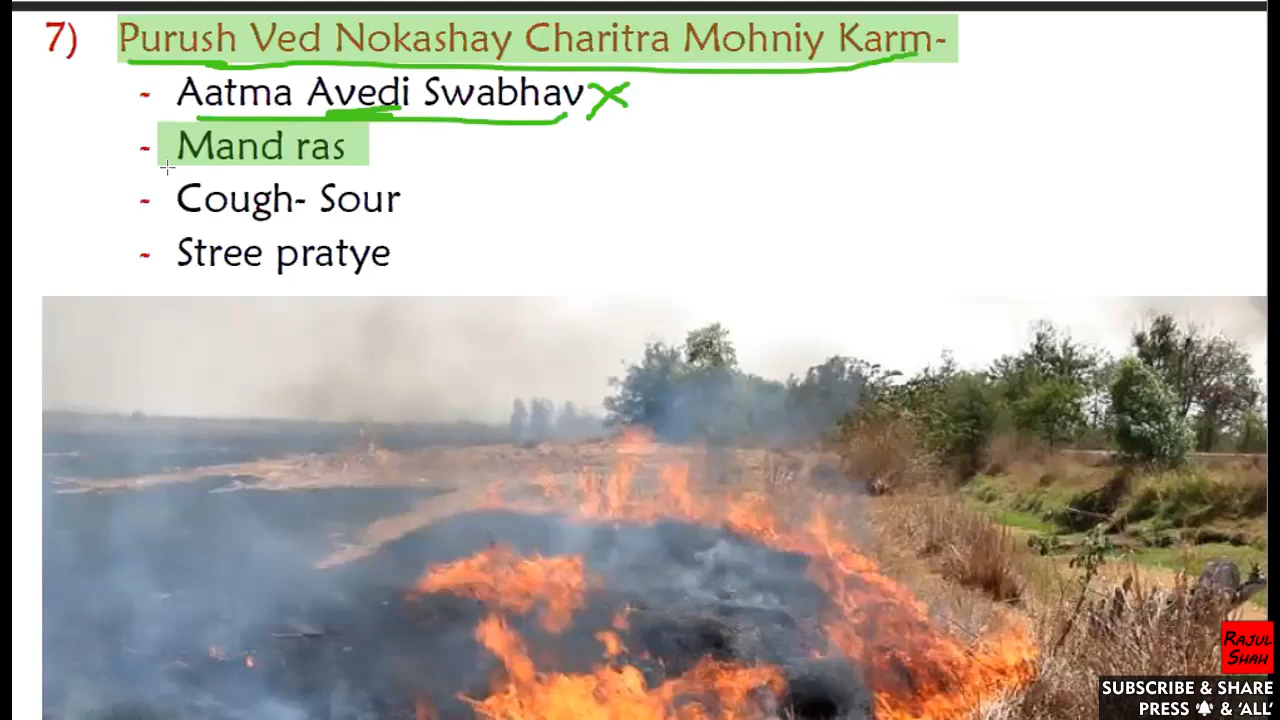 7) Purush Ved Nokashay Charitra Mohniy Karm-
- Aatma Avedi Swabhav
- Mand ras
- Cough- Sour
- Stree pratye
RAJUL
SHAH
SUBSCRIBE & SHARE
PRESS 🔔 & 'ALL'